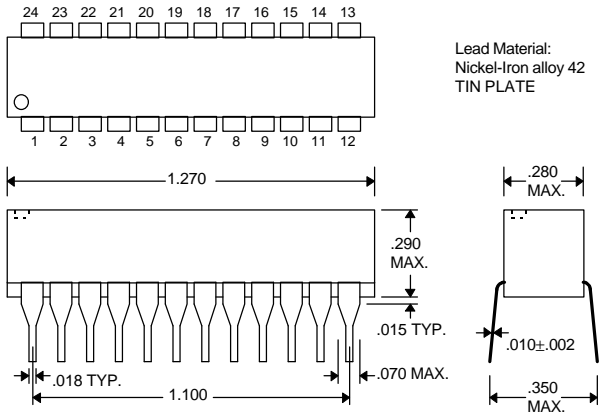 24 23 22 21 20 19 18 17 16 15 14 13
Lead Material:
Nickel-Iron alloy 42
TIN PLATE
1 2 3 4 5 6 7 8 9 10 11 12
1.270
.280
MAX.
.290
MAX.
.015 TYP.
.010±.002
.018 TYP.
.070 MAX.
1.100
.350
MAX.